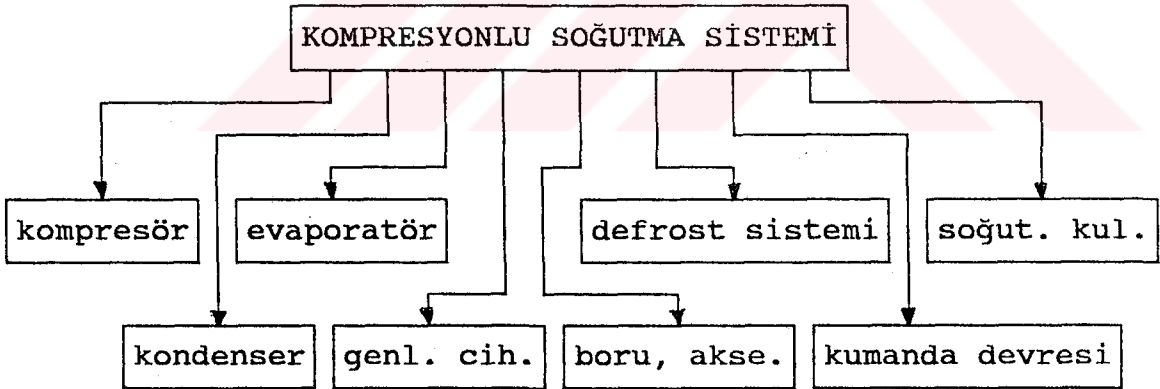 KOMPRESYONLU SOĞUTMA SİSTEMİ
kompresör
evaporatör
defrost sistemi
soğut. kul.
kondenser
genl. cih.
boru, akse.
kumanda devresi